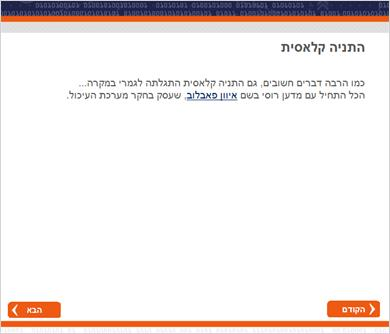 התניה קלאסית
כמו הרבה דברים חשובים, גם התניה קלאסית התגלתה לגמרי במקרה...
הכל התחיל עם מדען רוסי בשם איוון פאבלוב, שעסק בחקר מערכת העיכול.
הקודם
הבא